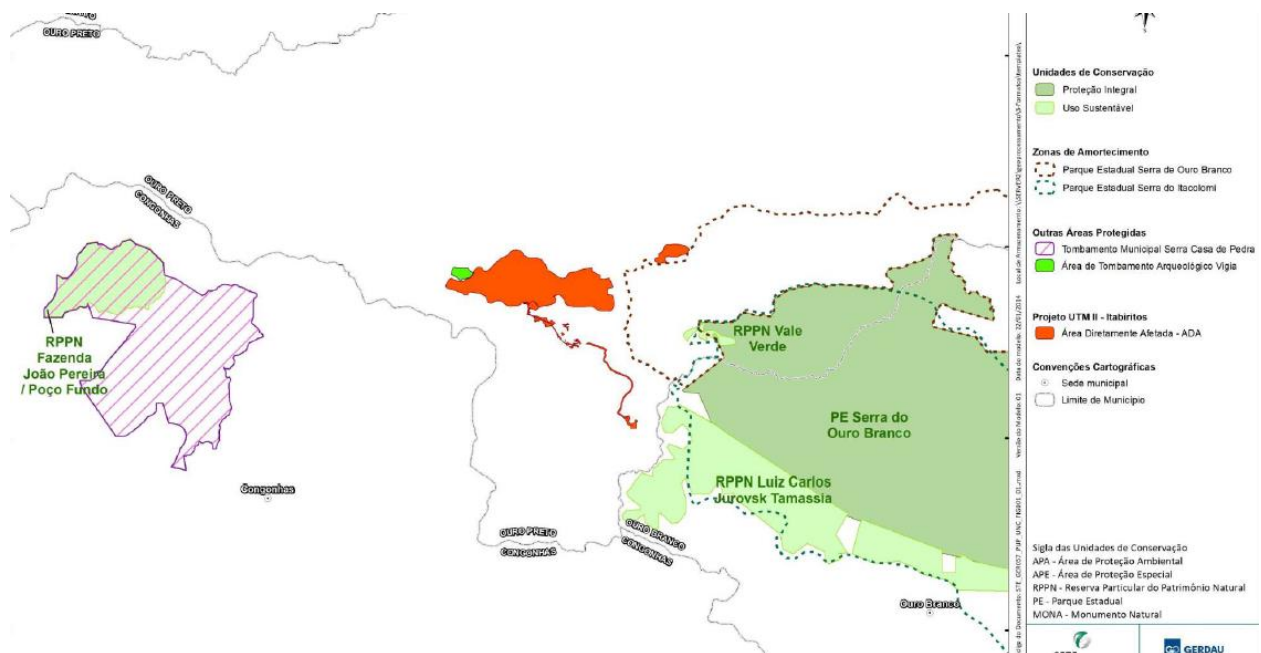 OURO PRETO
OURO PRETO
CONGONHAS
RPPN
Fazenda
João Pereira
/ Poço Fundo
Congonhas
RPPN Vale
Verde
PE Serra do
Ouro Branco
RPPN Luiz Carlos
Jurovsk Tamassia
OURO PRETO
CONGONHAS
OURO BRANCO
CONGONHAS
Ouro Branco
Unidades de Conservação
Proteção Integral
Uso Sustentável
Zonas de Amortecimento
Parque Estadual Serra de Ouro Branco
Parque Estadual Serra do Itacolomi
Outras Áreas Protegidas
Tombamento Municipal Serra Casa de Pedra
Área de Tombamento Arqueológico Vigia
Projeto UTM II - Itabiritos
Área Diretamente Afetada - ADA
Convenções Cartográficas
Sede municipal
Limite de Município
Sigla das Unidades de Conservação
APA - Área de Proteção Ambiental
APE - Área de Proteção Especial
RPPN - Reserva Particular do Patrimônio Natural
PE - Parque Estadual
MONA - Monumento Natural
GERDAU